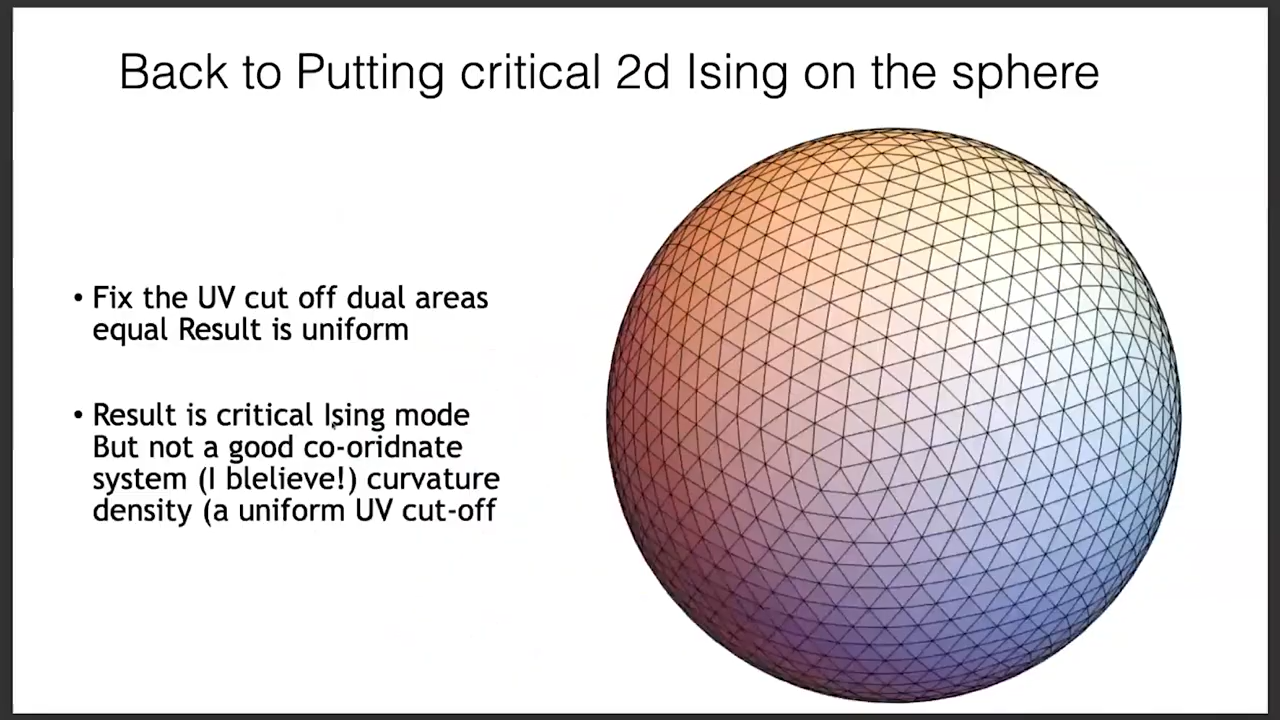 Back to Putting critical 2d Ising on the sphere
• Fix the UV cut off dual areas
equal Result is uniform
• Result is critical Ising mode
But not a good co-oridnate
system (I blelieve!) curvature
density (a uniform UV cut-off